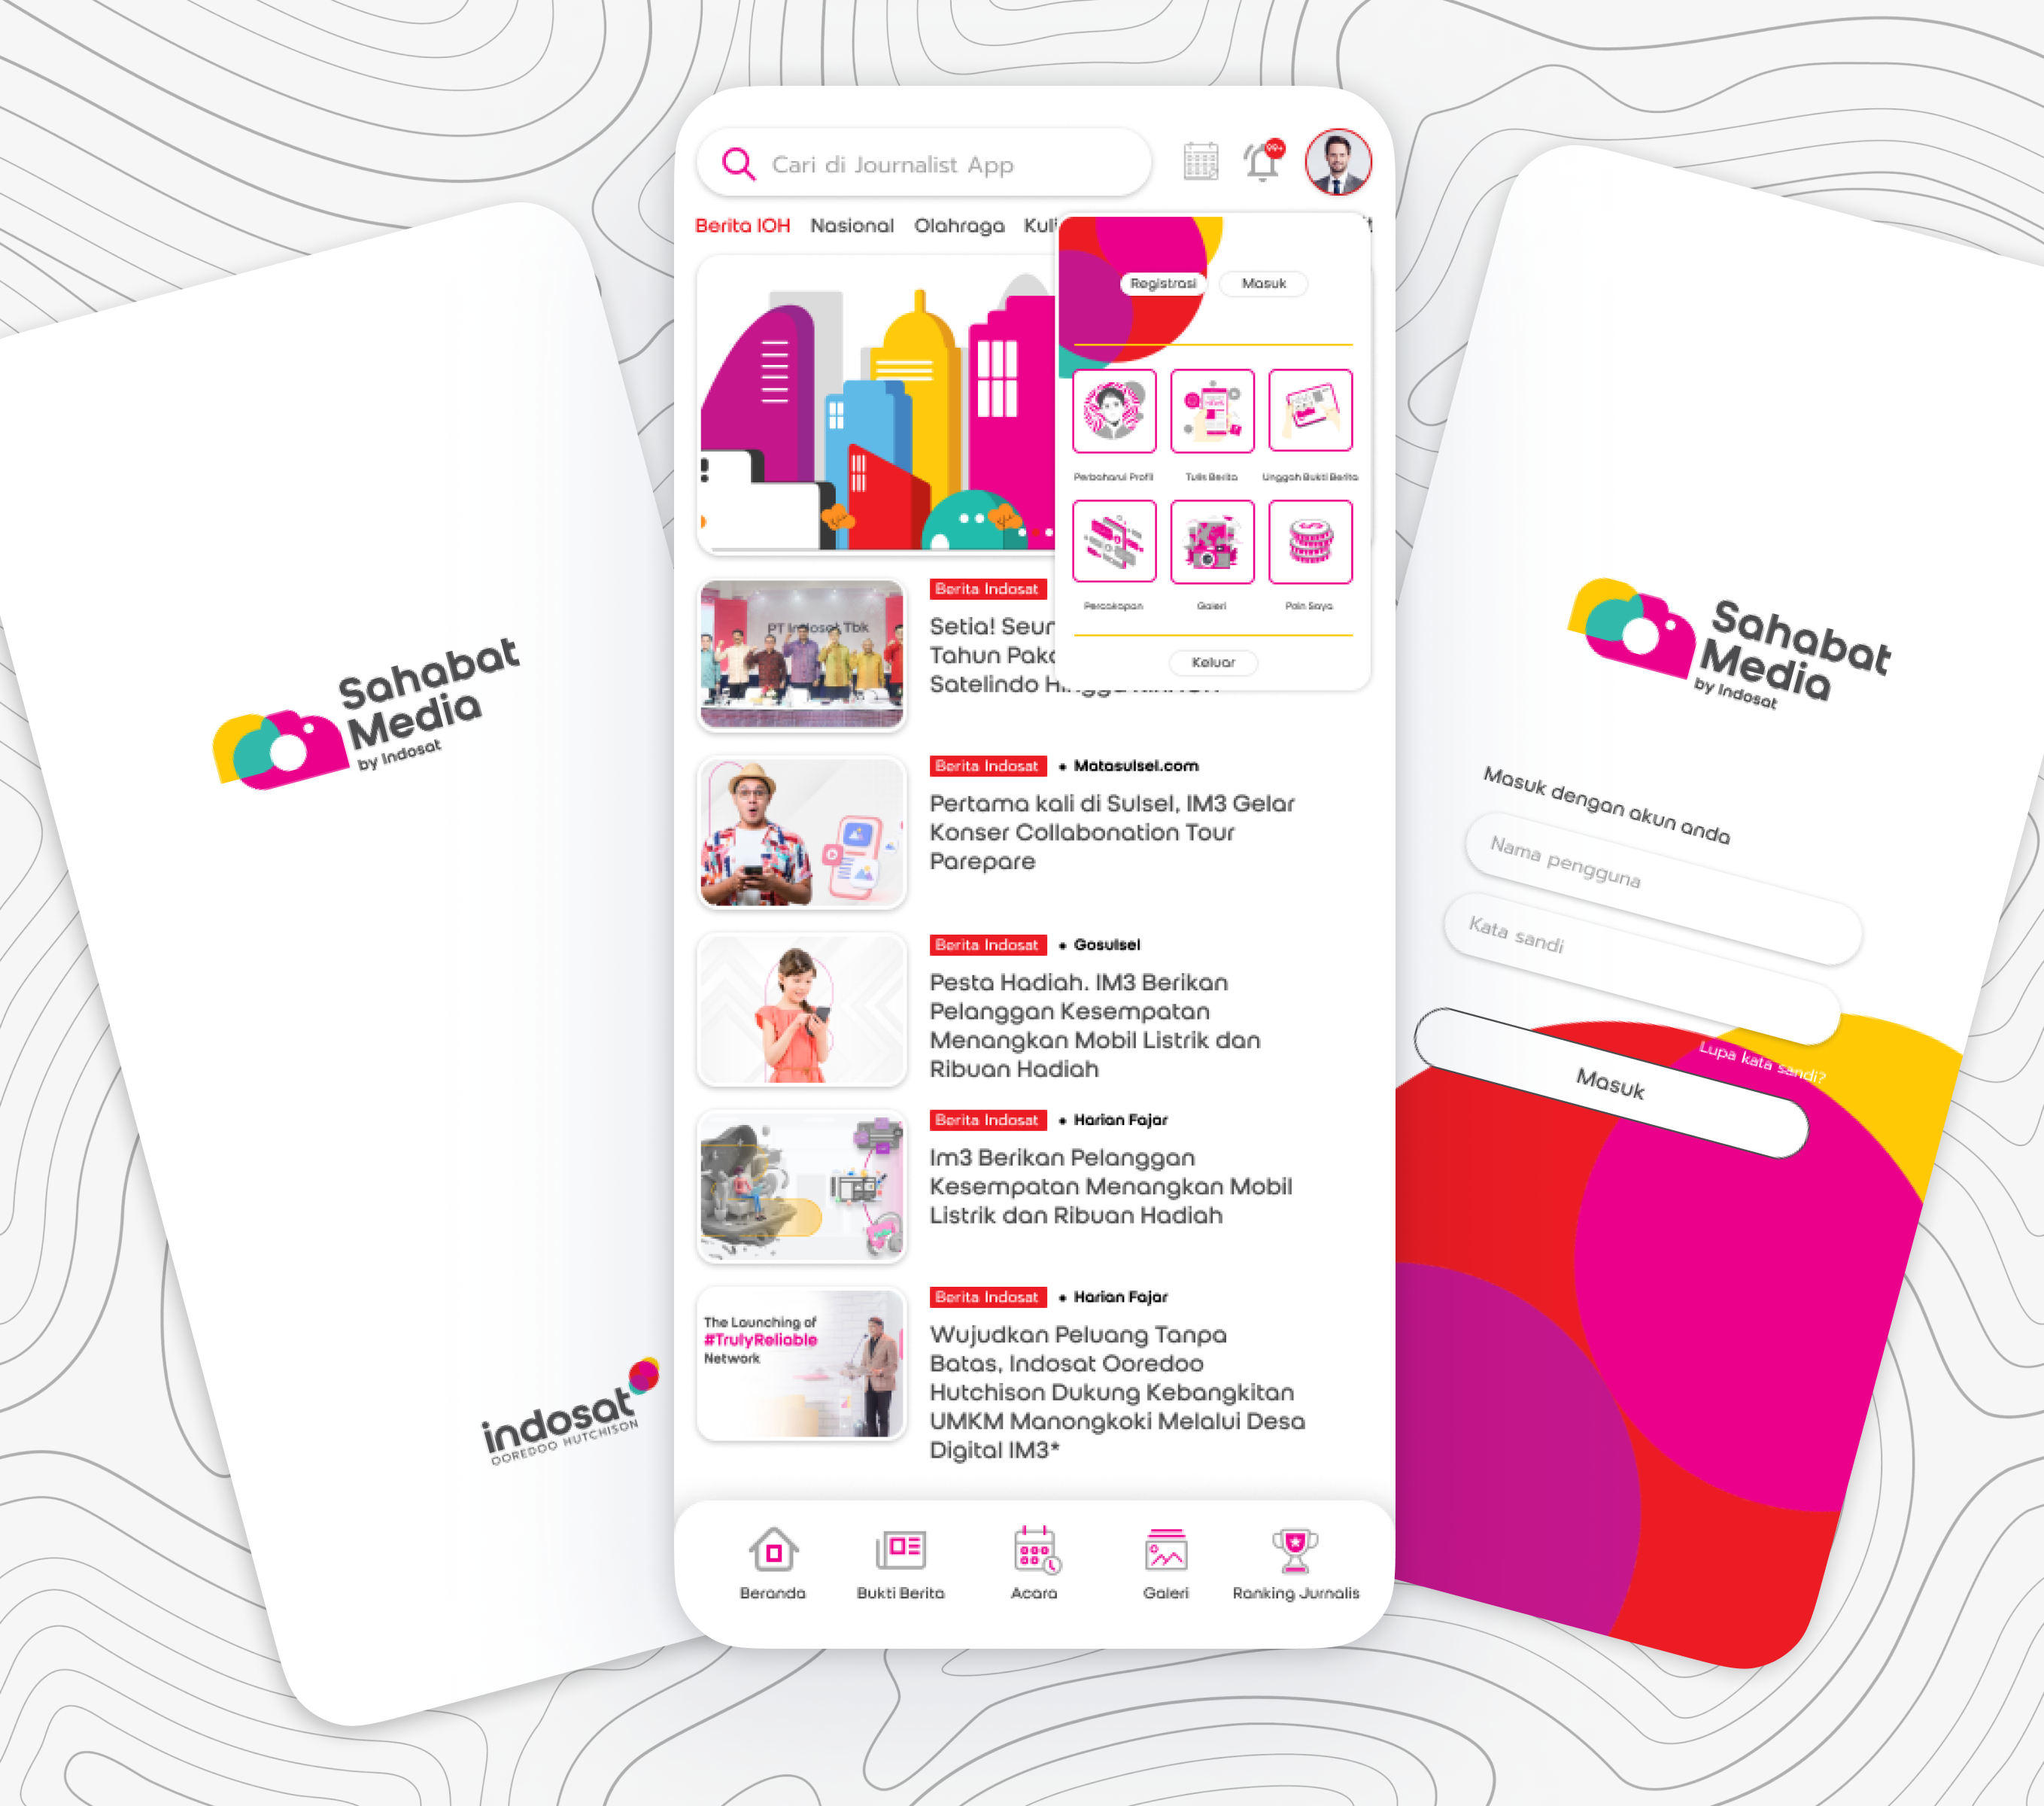 Sahabat
Media
by Indosat
indosat
OOREDOO HUTCHISON
Cari di Journalist App
99+
Berita IOH Nasional Olahraga Kuli
Registrasi Masuk
Perbaharui Profil Tulis Berita Unggah Bukti Berita
Percakapan Galeri Poin Saya
Keluar
PT Indosat Tbk
Berita Indosat
Setia! Seun
Tahun Pak
Satelindo Hingga
Berita Indosat • Matasulsel.com
Pertama kali di Sulsel, IM3 Gelar
Konser Collabonation Tour
Parepare
Berita Indosat • Gosulsel
Pesta Hadiah. IM3 Berikan
Pelanggan Kesempatan
Menangkan Mobil Listrik dan
Ribuan Hadiah
Berita Indosat • Harian Fajar
Im3 Berikan Pelanggan
Kesempatan Menangkan Mobil
Listrik dan Ribuan Hadiah
The Launching of
#TrulyReliable
Network
Berita Indosat • Harian Fajar
Wujudkan Peluang Tanpa
Batas, Indosat Ooredoo
Hutchison Dukung Kebangkitan
UMKM Manongkoki Melalui Desa
Digital IM3*
Beranda Bukti Berita Acara Galeri Ranking Jurnalis
Sahabat
Media
by Indosat
Masuk dengan akun anda
Nama pengguna
Kata sandi
Lupa kata sandi?
Masuk